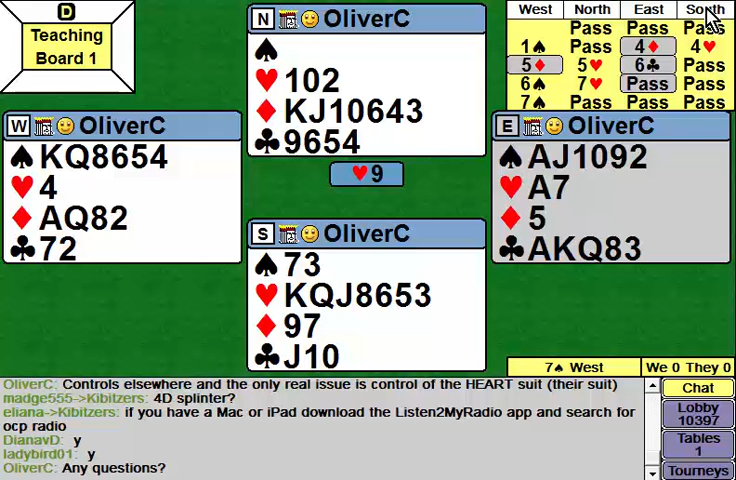 D
Teaching
Board 1
N OliverC
♠
♥ 102
♦ KJ10643
♣ 9654
West North East South
Pass Pass Pass
1♠ Pass 4♦ 4♥
5♦ 5♥ 6♣ Pass
6♠ 7♥ Pass Pass
7♠ Pass Pass Pass
W OliverC
♠ KQ8654
♥ 4
♦ AQ82
♣ 72
♥9
E OliverC
♠ AJ1092
♥ A7
♦ 5
♣ AKQ83
S OliverC
♠ 73
♥ KQJ8653
♦ 97
♣ J10
7♠ West
We 0 They 0
OliverC: Controls elsewhere and the only real issue is control of the HEART suit (their suit)
madge555->Kibitzers: 4D splinter?
eliana->Kibitzers: if you have a Mac or iPad download the Listen2MyRadio app and search for
ocp radio
DianavD: y
ladybird01: y
OliverC: Any questions?
Chat
Lobby
10397
Tables
1
Tourneys